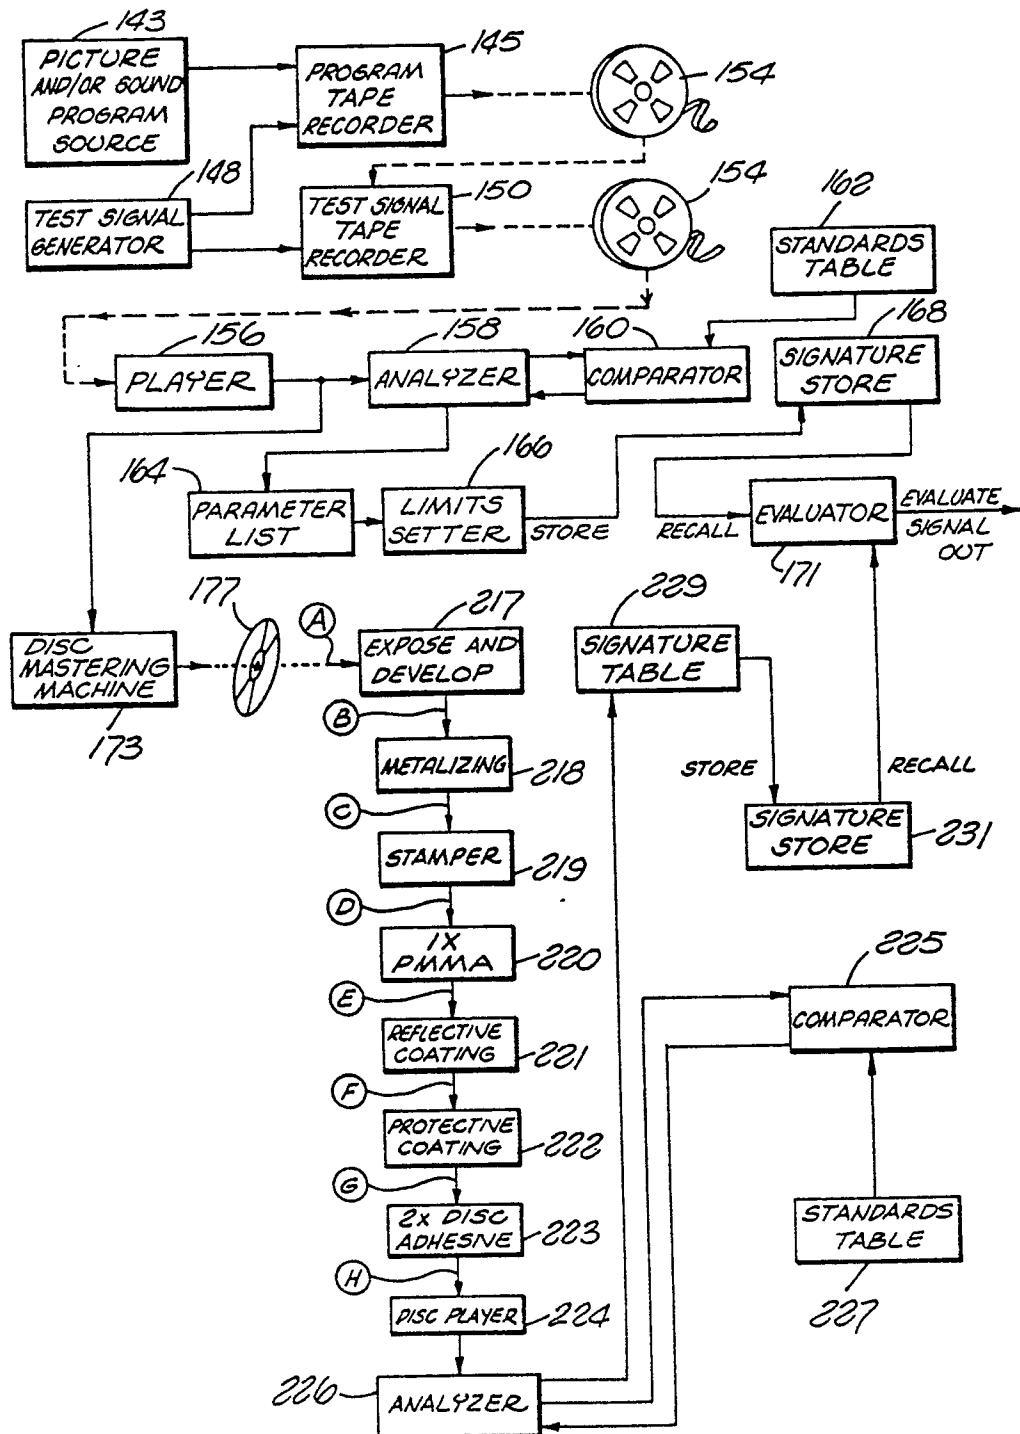 143
PICTURE
AND/OR SOUND
PROGRAM
SOURCE
145
PROGRAM
TAPE
RECORDER
154
148
TEST SIGNAL
GENERATOR
150
TEST SIGNAL
TAPE
RECORDER
154
162
STANDARDS
TABLE
156
PLAYER
158
ANALYZER
160
COMPARATOR
168
SIGNATURE
STORE
164
PARAMETER
LIST
166
LIMITS
SETTER
STORE
RECALL
EVALUATOR
171
EVALUATE
SIGNAL
OUT
DISC
MASTERING
MACHINE
173
177
A
217
EXPOSE AND
DEVELOP
229
SIGNATURE
TABLE
B
METALIZING
218
STORE
RECALL
C
STAMPER
219
SIGNATURE
STORE
231
D
1X
PMMA
220
225
COMPARATOR
E
REFLECTIVE
COATING
221
F
PROTECTIVE
COATING
222
G
2X DISC
ADHESIVE
223
STANDARDS
TABLE
227
H
DISC PLAYER
224
226
ANALYZER